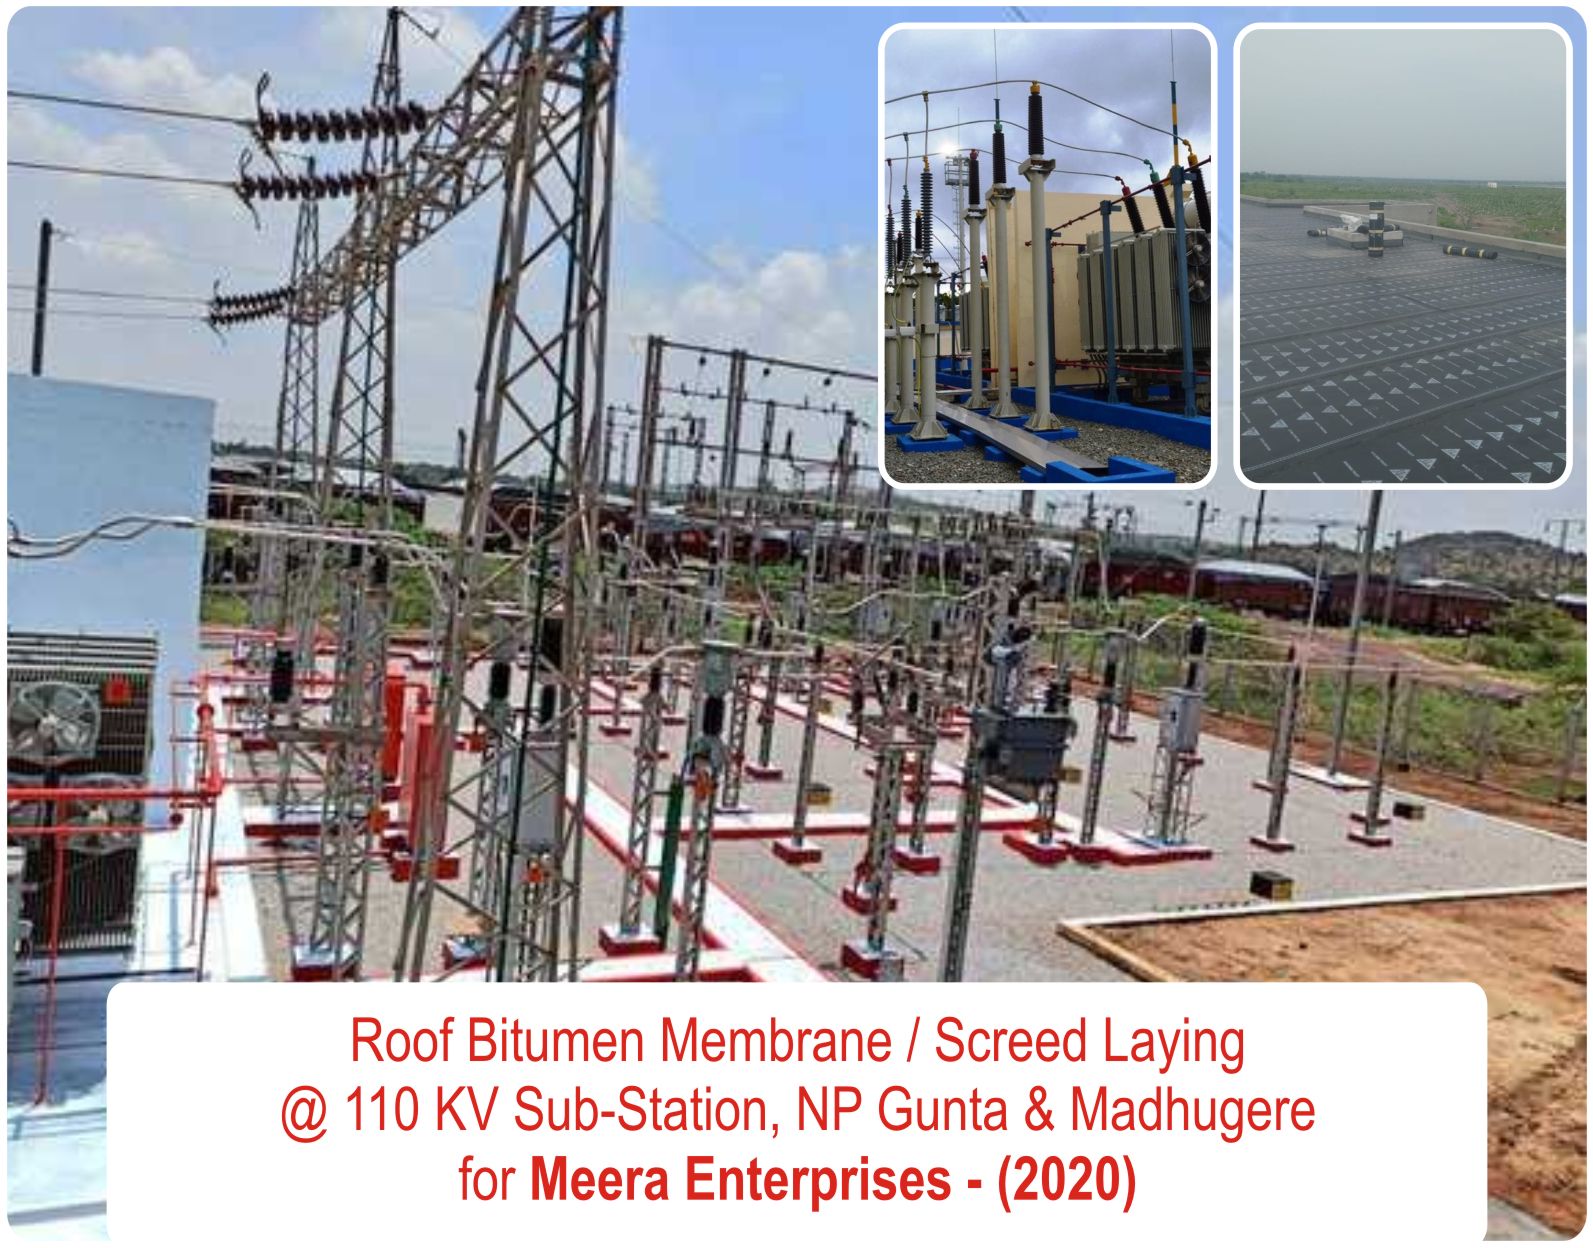 Roof Bitumen Membrane / Screed Laying
@ 110 KV Sub-Station, NP Gunta & Madhugere
for Meera Enterprises - (2020)